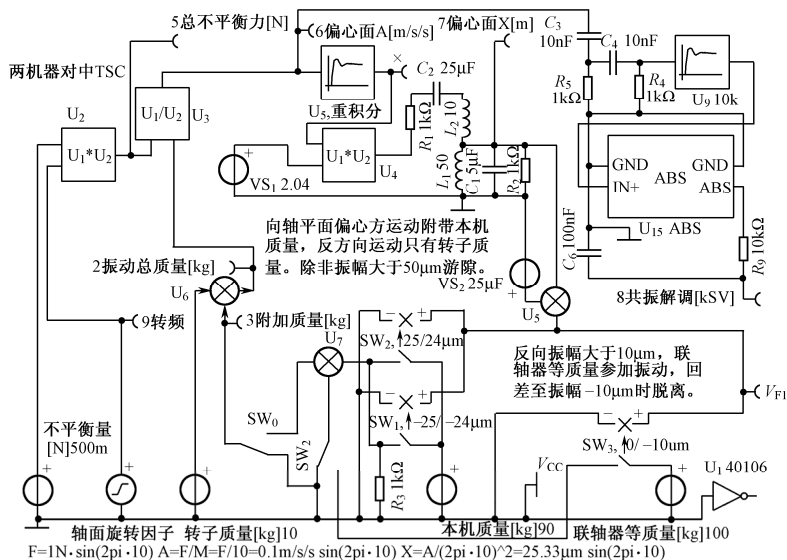 5总不平衡力[N]
6偏心面A[m/s/s]
7偏心面X[m]
C3
10nF
C4 10nF
两机器对中TSC
U2
U1*U2
U1/U2
U3
U5,重积分
×
C2 25μF
R1 1kΩ
L2 10
R5
1kΩ
R4
1kΩ
U9 10k
VS1 2.04
U1*U2
U4
L1 50
C1 5μF
R2 1kΩ
GND
GND
IN+
ABS
ABS
U15 ABS
C6 100nF
R9 10kΩ
向轴平面偏心方运动附带本机
质量，反方向运动只有转子质
量。除非振幅大于50μm游隙。
2振动总质量[kg]
U6
VS2 25μF
U5
8共振解调[kSV]
9转频
3附加质量[kg]
U7
SW2, 25/24μm
SW1, -25/ -24μm
反向振幅大于10μm，联
轴器等质量参加振动，回
差至振幅-10μm时脱离。
VF1
SW0
SW2
SW3, 0/ -10um
不平衡量
[N]500m
R3 1kΩ
VCC
U1 40106
轴面旋转因子
转子质量[kg]10
本机质量[kg]90
联轴器等质量[kg]100
F=1N·sin(2pi·10) A=F/M=F/10=0.1m/s/s sin(2pi·10) X=A/(2pi·10)^2=25.33μm sin(2pi·10)